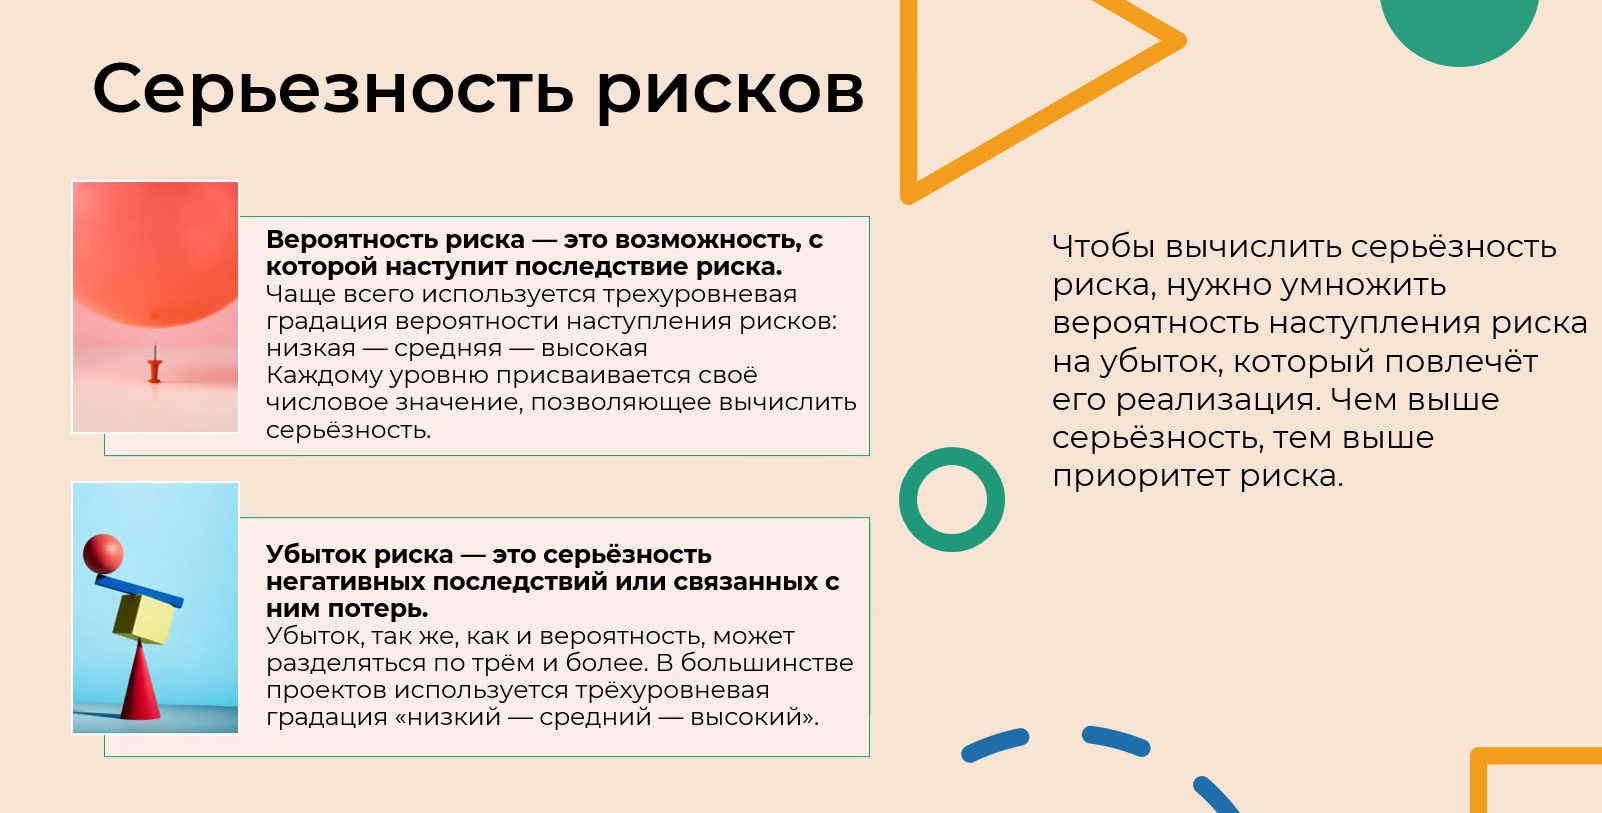 Серьезность рисков
Вероятность риска — это возможность, с
которой наступит последствие риска.
Чаще всего используется трехуровневая
градация вероятности наступления рисков:
низкая — средняя — высокая
Каждому уровню присваивается своё
числовое значение, позволяющее вычислить
серьёзность.
Убыток риска — это серьёзность
негативных последствий или связанных с
ним потерь.
Убыток, так же, как и вероятность, может
разделяться по трём и более. В большинстве
проектов используется трёхуровневая
градация «низкий — средний — высокий».
Чтобы вычислить серьёзность
риска, нужно умножить
вероятность наступления риска
на убыток, который повлечёт
его реализация. Чем выше
серьёзность, тем выше
приоритет риска.